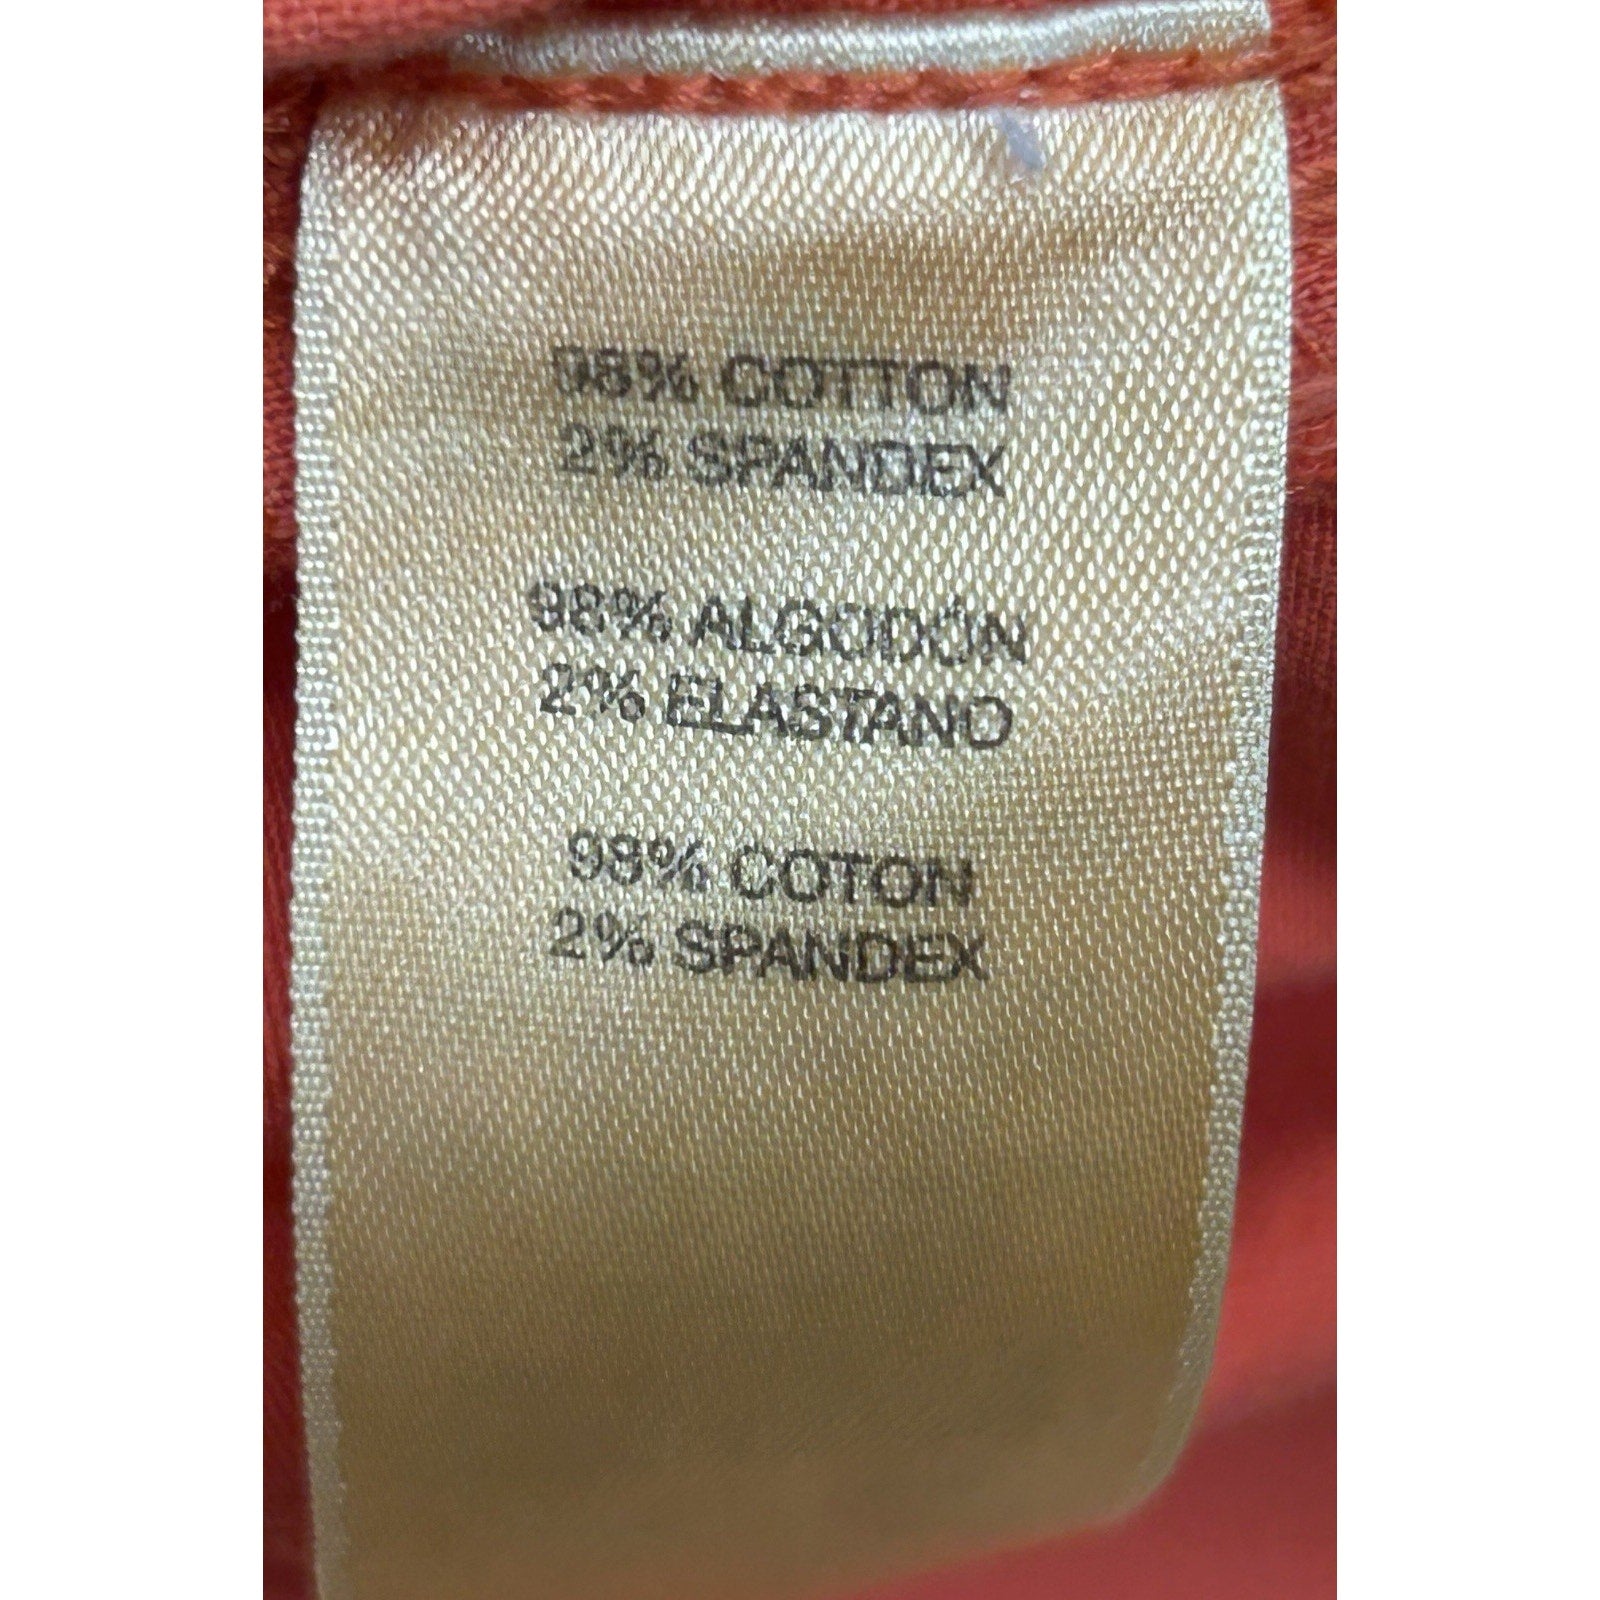 98% COTTON
2% SPANDEX
98% ALGODÓN
2% ELASTANO
98% COTON
2% SPANDEX